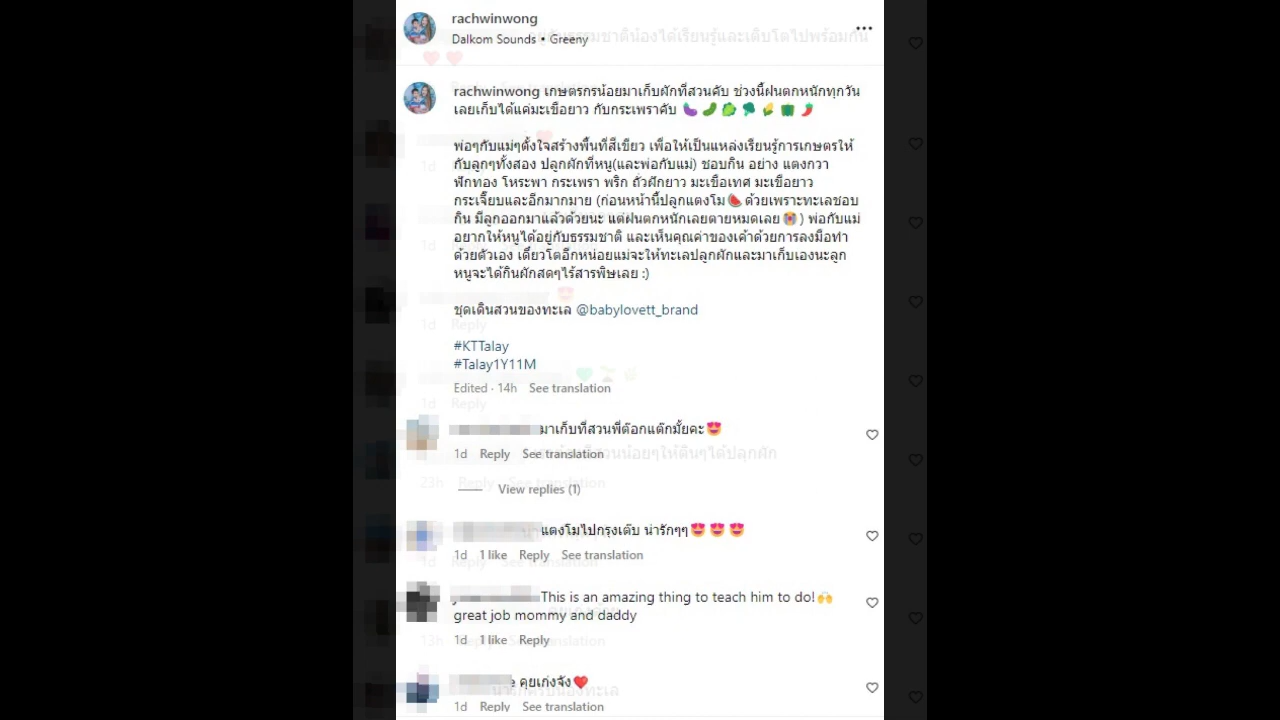 rachwinwong
Dalkom Sounds • Greeny
rachwinwong เกษตรกรน้อยมาเก็บผักที่สวนคับ ช่วงนี้ฝนตกหนักทุกวัน
เลยเก็บได้แค่มะเขือยาว กับกระเพราคับ 🍆🥒🥬🥦🌽🫑🌶️
พ่อๆกับแม่ๆตั้งใจสร้างพื้นที่สีเขียว เพื่อให้เป็นแหล่งเรียนรู้การเกษตรให้
กับลูกๆทั้งสอง ปลูกผักที่หนู(และพ่อกับแม่) ชอบกิน อย่าง แตงกวา
ฟักทอง โหระพา กระเพรา พริก ถั่วฝักยาว มะเขือเทศ มะเขือยาว
กระเจี๊ยบและอีกมากมาย (ก่อนหน้านี้ปลูกแตงโม🍉ด้วยเพราะทะเลชอบ
กิน มีลูกออกมาแล้วด้วยนะ แต่ฝนตกหนักเลยตายหมดเลย😭) พ่อกับแม่
อยากให้หนูได้อยู่กับธรรมชาติ และเห็นคุณค่าของเค้าด้วยการลงมือทำ
ด้วยตัวเอง เดี๋ยวโตอีกหน่อยแม่จะให้ทะเลปลูกผักและมาเก็บเองนะลูก
หนูจะได้กินผักสดๆไร้สารพิษเลย :)
ชุดเดินสวนของทะเล @babylovett_brand
#KTTalay
#Talay1Y11M
Edited · 14h See translation
มาเก็บที่สวนพี่ต๊อกแต๊กมั้ยคะ😍
1d Reply See translation
View replies (1)
แตงโมไปกรุงเต๊บ น่ารักๆๆ😍😍😍
1d 1 like Reply See translation
This is an amazing thing to teach him to do!🙌
great job mommy and daddy
1d 1 like Reply
คุยเก่งจัง❤️
1d Reply See translation